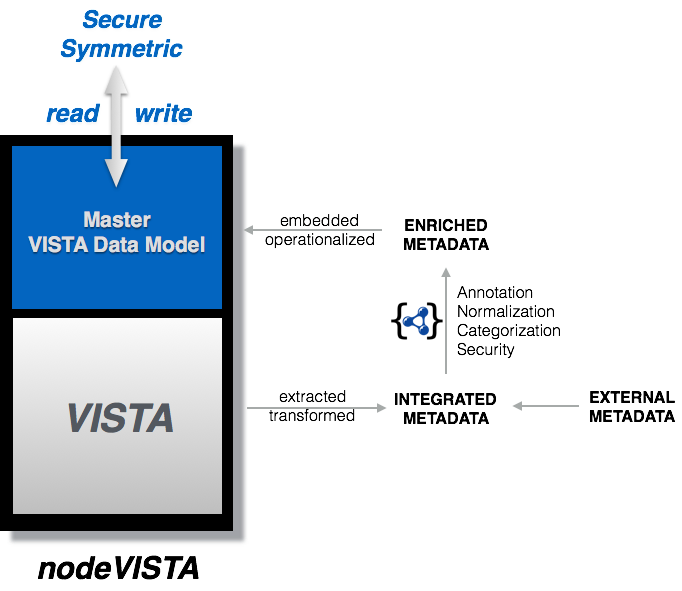 Secure
Symmetric
read write
Master
VISTA Data Model
embedded
operationalized
ENRICHED
METADATA
Annotation
Normalization
Categorization
Security
VISTA
extracted
transformed
INTEGRATED
METADATA
EXTERNAL
METADATA
nodeVISTA